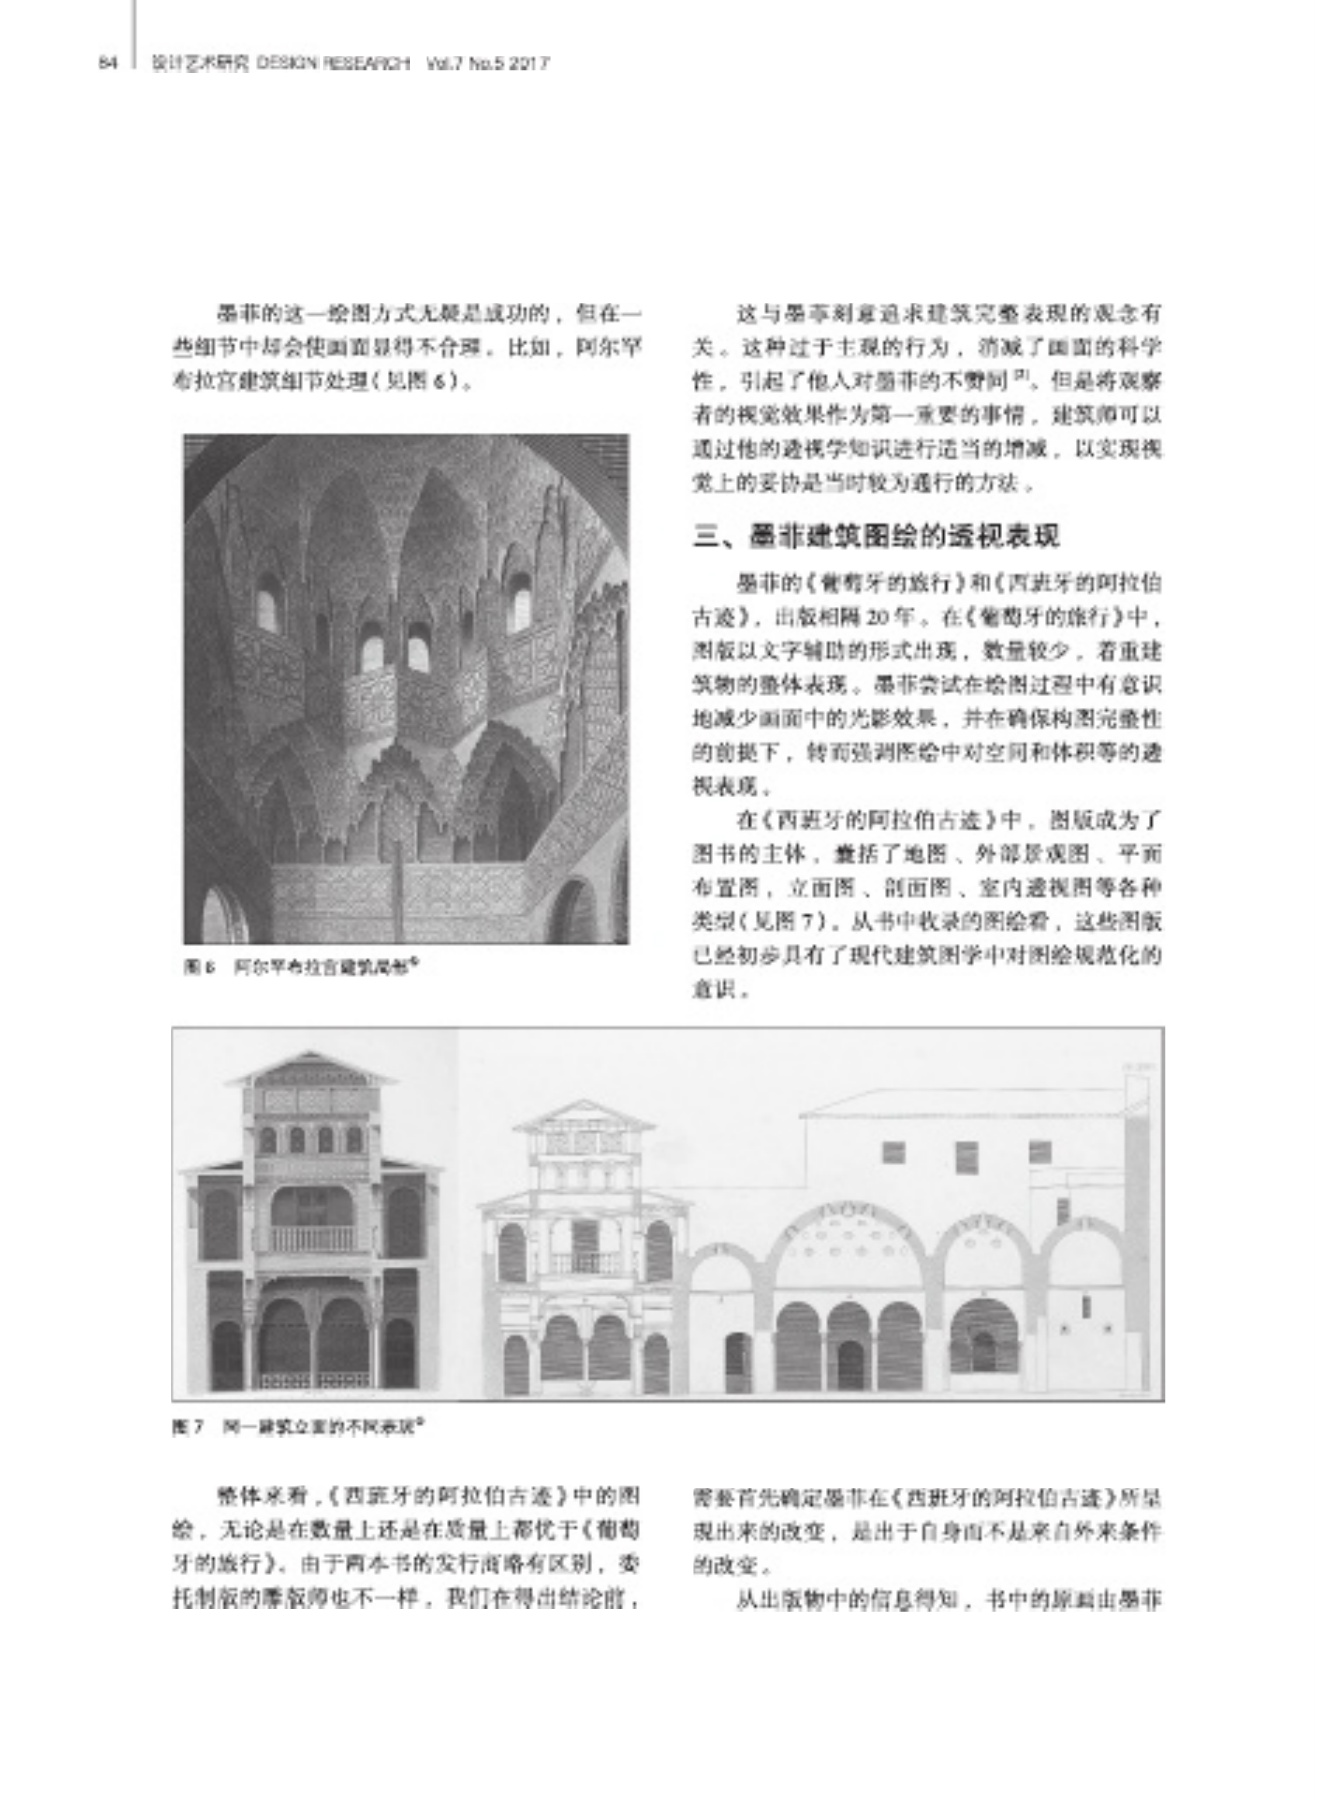 84 设计艺术研究 DESIGN RESEARCH Vol.7 No.5 2017
墨菲的这一绘图方式无疑是成功的，但在一
些细节中却会使画面显得不合理。比如，阿尔罕
布拉宫建筑细节处理（见图6）。
图6 阿尔罕布拉宫建筑局部
这与墨菲刻意追求建筑完整表现的观念有
关。这种过于主观的行为，消减了画面的科学
性，引起了他人对墨菲的不赞同。但是将观察
者的视觉效果作为第一重要的事情，建筑师可以
通过他的透视学知识进行适当的增减，以实现视
觉上的妥协是当时较为通行的方法。
三、墨菲建筑图绘的透视表现
墨菲的《葡萄牙的旅行》和《西班牙的阿拉伯
古迹》，出版相隔20年。在《葡萄牙的旅行》中，
图版以文字辅助的形式出现，数量较少，着重建
筑物的整体表现。墨菲尝试在绘图过程中有意识
地减少画面中的光影效果，并在确保构图完整性
的前提下，转而强调图绘中对空间和体积等的透
视表现。
在《西班牙的阿拉伯古迹》中，图版成为了
图书的主体，囊括了地图、外部景观图、平面
布置图，立面图、剖面图、室内透视图等各种
类型（见图7）。从书中收录的图绘看，这些图版
已经初步具有了现代建筑图学中对图绘规范化的
意识。
图7 同一建筑立面的不同表现
整体来看，《西班牙的阿拉伯古迹》中的图
绘，无论是在数量上还是在质量上都优于《葡萄
牙的旅行》。由于两本书的发行商略有区别，委
托制版的雕版师也不一样，我们在得出结论前，
需要首先确定墨菲在《西班牙的阿拉伯古迹》所呈
现出来的改变，是出于自身而不是来自外来条件
的改变。
从出版物中的信息得知，书中的原画由墨菲